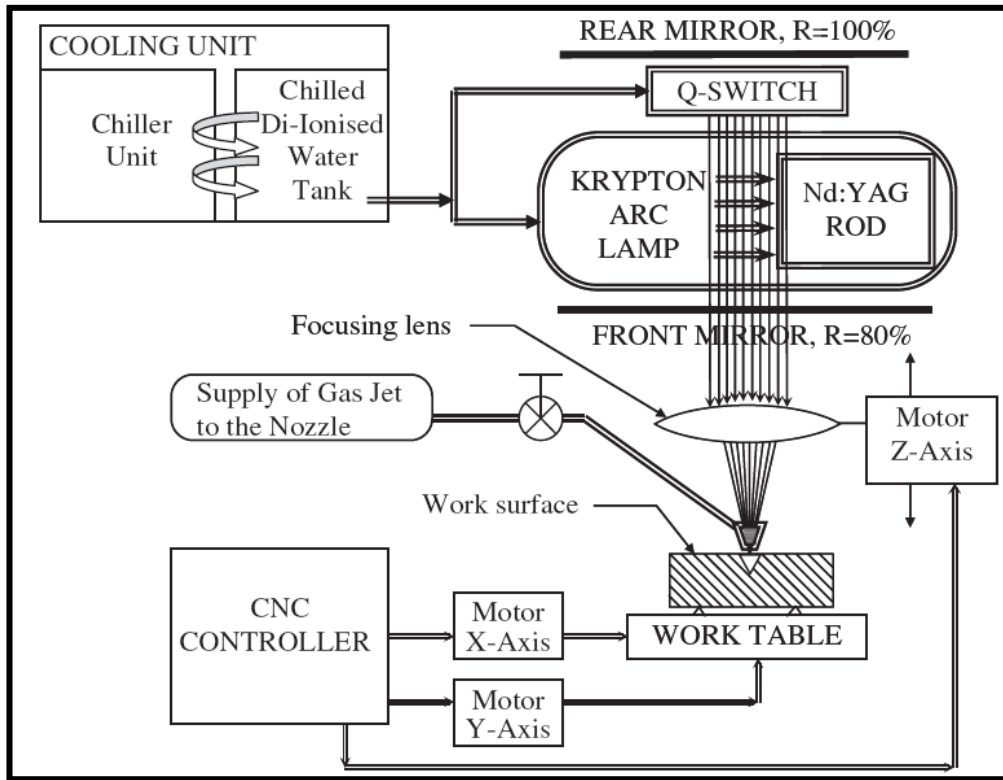 COOLING UNIT
Chiller
Unit
Chilled
Di-Ionised
Water
Tank
REAR MIRROR, R=100%
Q-SWITCH
KRYPTON
ARC
LAMP
Nd:YAG
ROD
FRONT MIRROR, R=80%
Focusing lens
Supply of Gas Jet
to the Nozzle
Motor
Z-Axis
Work surface
CNC
CONTROLLER
Motor
X-Axis
WORK TABLE
Motor
Y-Axis